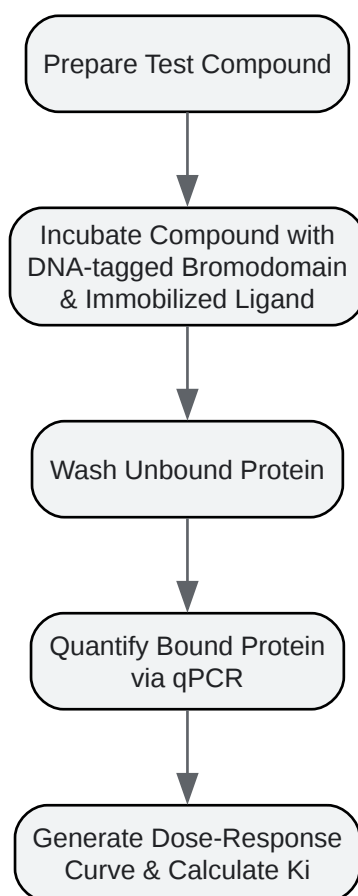 Prepare Test Compound
Incubate Compound with
DNA-tagged Bromodomain
& Immobilized Ligand
Wash Unbound Protein
Quantify Bound Protein
via qPCR
Generate Dose-Response
Curve & Calculate Ki